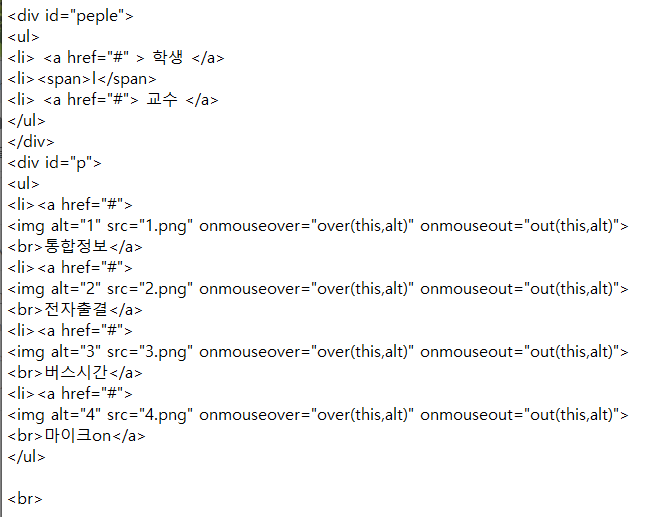 <div id="peple">
<ul>
<li> <a href="#" > 학생 </a>
<li><span>l</span>
<li> <a href="#"> 교수 </a>
</ul>
</div>
<div id="p">
<ul>
<li><a href="#">
<img alt="1" src="1.png" onmouseover="over(this,alt)" onmouseout="out(this,alt)">
<br>통합정보</a>
<li><a href="#">
<img alt="2" src="2.png" onmouseover="over(this,alt)" onmouseout="out(this,alt)">
<br>전자출결</a>
<li><a href="#">
<img alt="3" src="3.png" onmouseover="over(this,alt)" onmouseout="out(this,alt)">
<br>버스시간</a>
<li><a href="#">
<img alt="4" src="4.png" onmouseover="over(this,alt)" onmouseout="out(this,alt)">
<br>마이크on</a>
</ul>
<br>